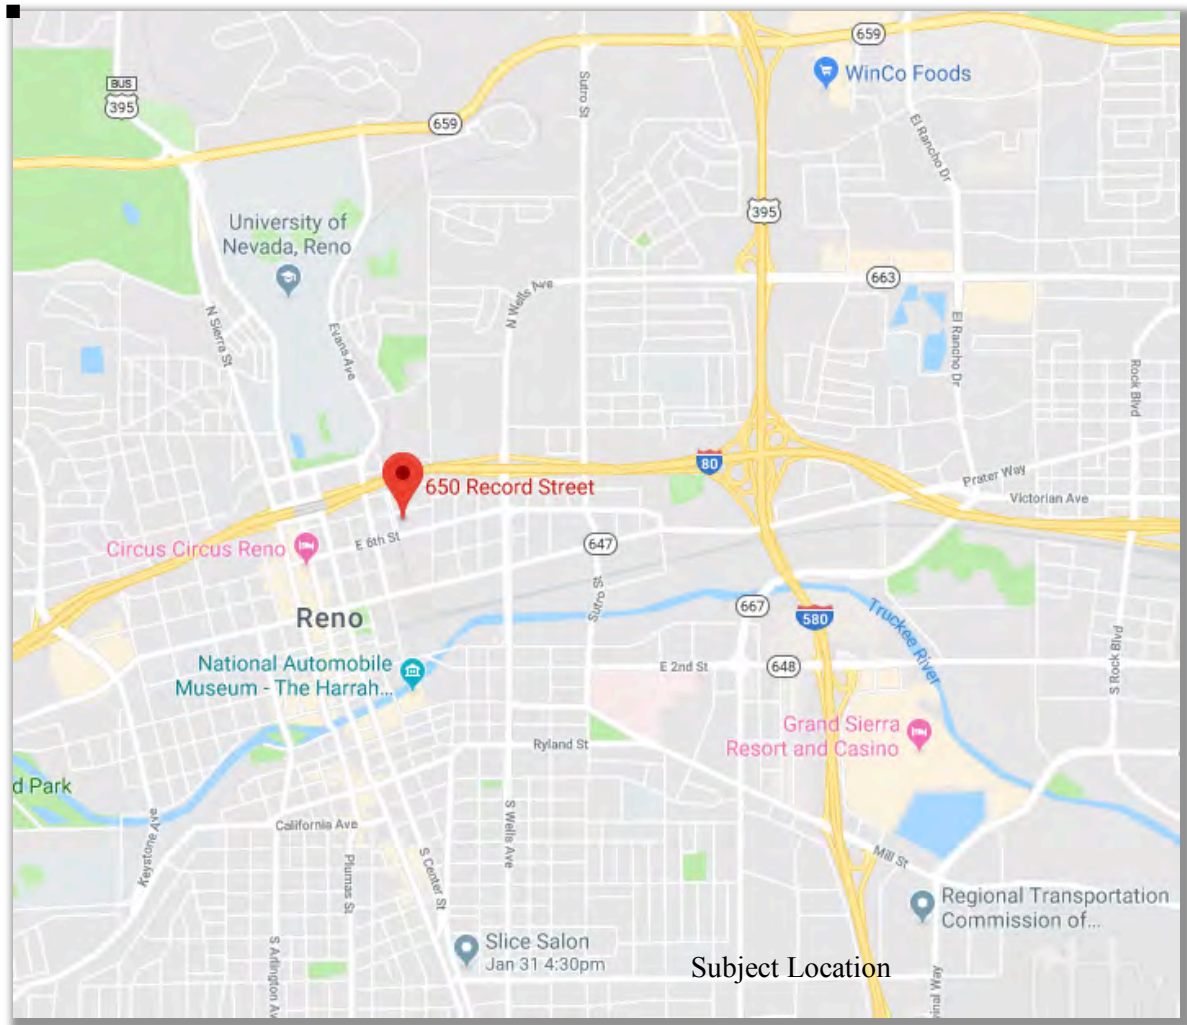 659
WinCo Foods
BUS
395
Sutro St
659
El Rancho Dr
395
University of
Nevada, Reno
663
N Wells Ave
N Sierra St
Evans Ave
El Rancho Dr
Rock Blvd
80
650 Record Street
Prater Way
Victorian Ave
E 6th St
Circus Circus Reno
647
Sutro St
667
580
Truckee River
Reno
National Automobile
Museum - The Harrah...
E 2nd St
648
S Rock Blvd
Grand Sierra
Resort and Casino
Ryland St
d Park
Keystone Ave
California Ave
S Wells Ave
Plumas St
S Center St
Mill St
Regional Transportation
Commission of...
Slice Salon
Jan 31 4:30pm
S Arlington Av
Subject Location
inal Way